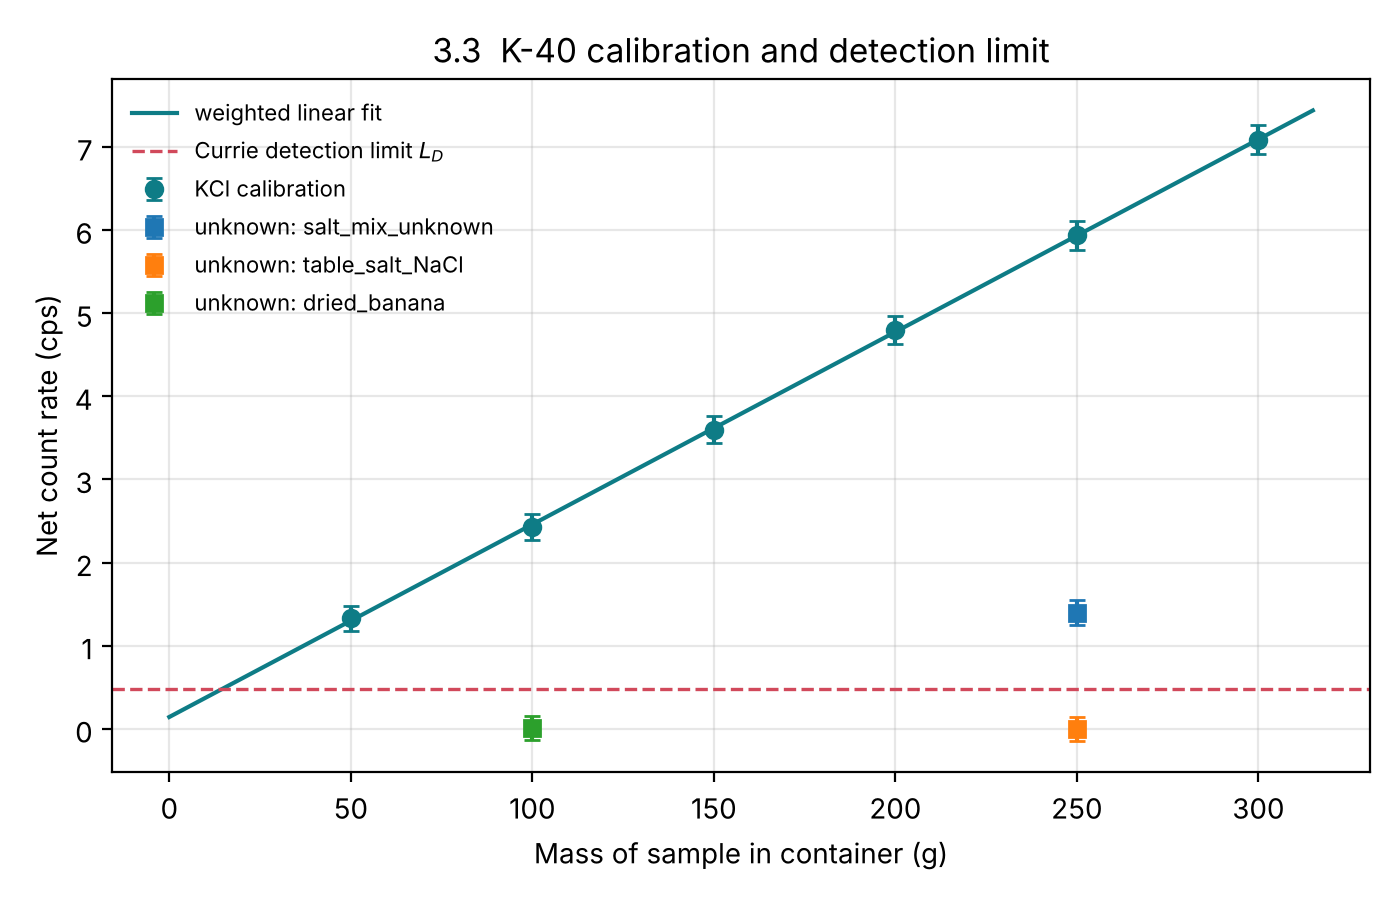 3.3 K-40 calibration and detection limit
weighted linear fit
Currie detection limit L_D
KCl calibration
unknown: salt_mix_unknown
unknown: table_salt_NaCl
unknown: dried_banana
Net count rate (cps)
7
6
5
4
3
2
1
0
0 50 100 150 200 250 300
Mass of sample in container (g)